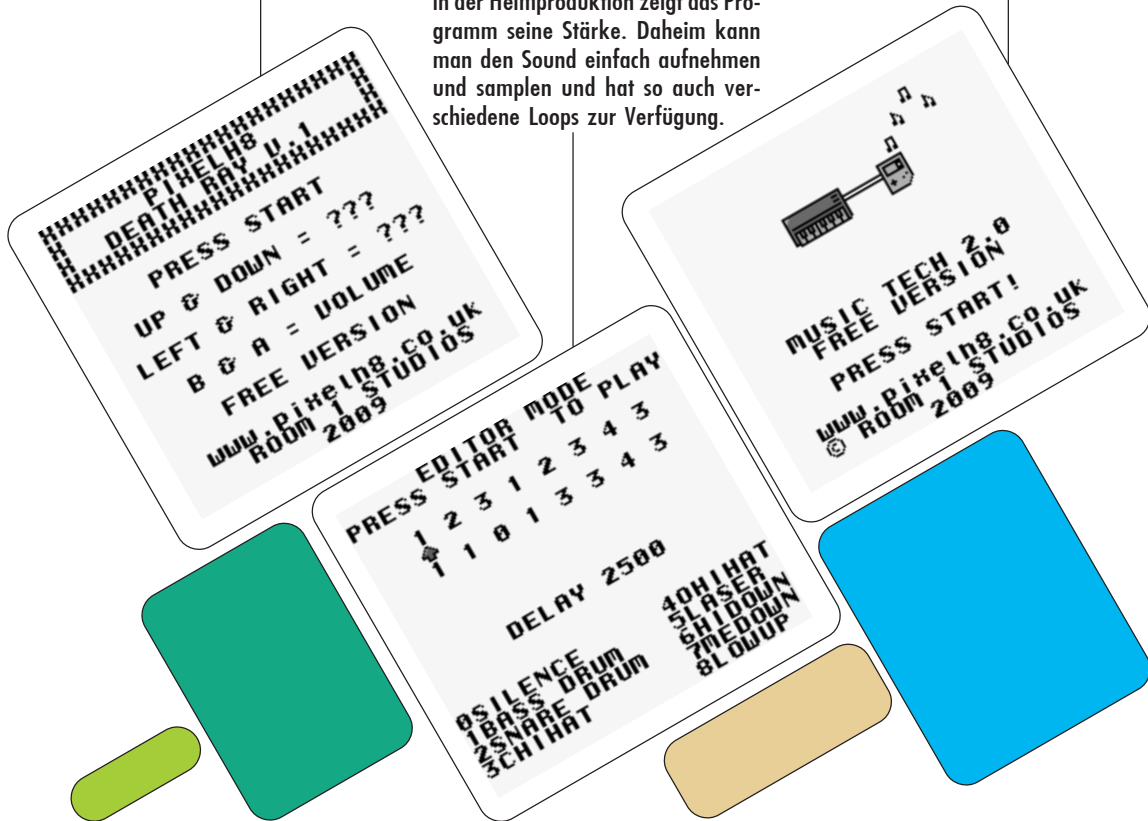 in der Heimproduktion zeigt das Pro-
gramm seine Stärke. Daheim kann
man den Sound einfach aufnehmen
und samplen und hat so auch ver-
schiedene Loops zur Verfügung.
XXXXXXXXXXXXXXXXXXXX
X PIXELH8 X
X DEATH RAY V.1 X
XXXXXXXXXXXXXXXXXXXX
PRESS START
UP & DOWN = ???
LEFT & RIGHT = ???
B & A = VOLUME
FREE VERSION
www.pixelh8.co.uk
ROOM 1 STUDIOS
2009
MUSIC TECH 2.0
FREE VERSION
PRESS START!
www.pixelh8.co.uk
© ROOM 1 STUDIOS
2009
EDITOR MODE
PRESS START TO PLAY
1 2 3 1 2 3 4 3
1 1 0 1 3 3 4 3
DELAY 2500
0SILENCE
1BASS DRUM
2SNARE DRUM
3CHIHAT
4OHIHAT
5LASER
6HIDOWN
7MEDOWN
8LOWUP